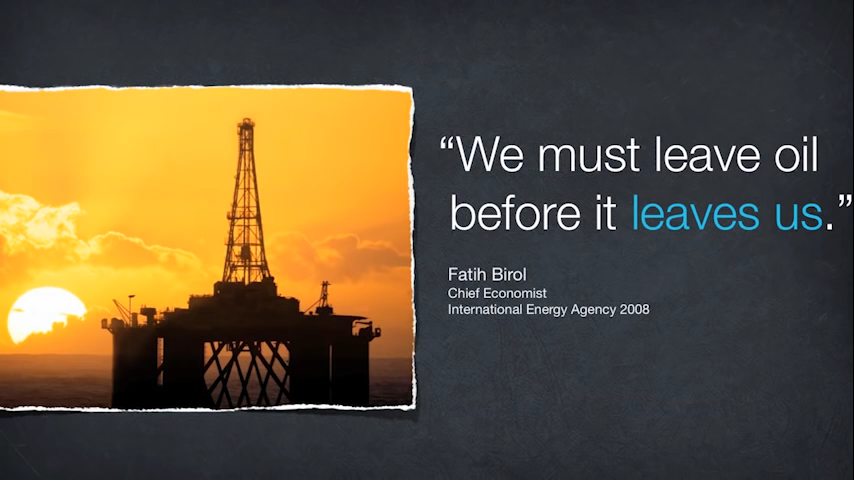 “We must leave oil
before it leaves us.”
Fatih Birol
Chief Economist
International Energy Agency 2008